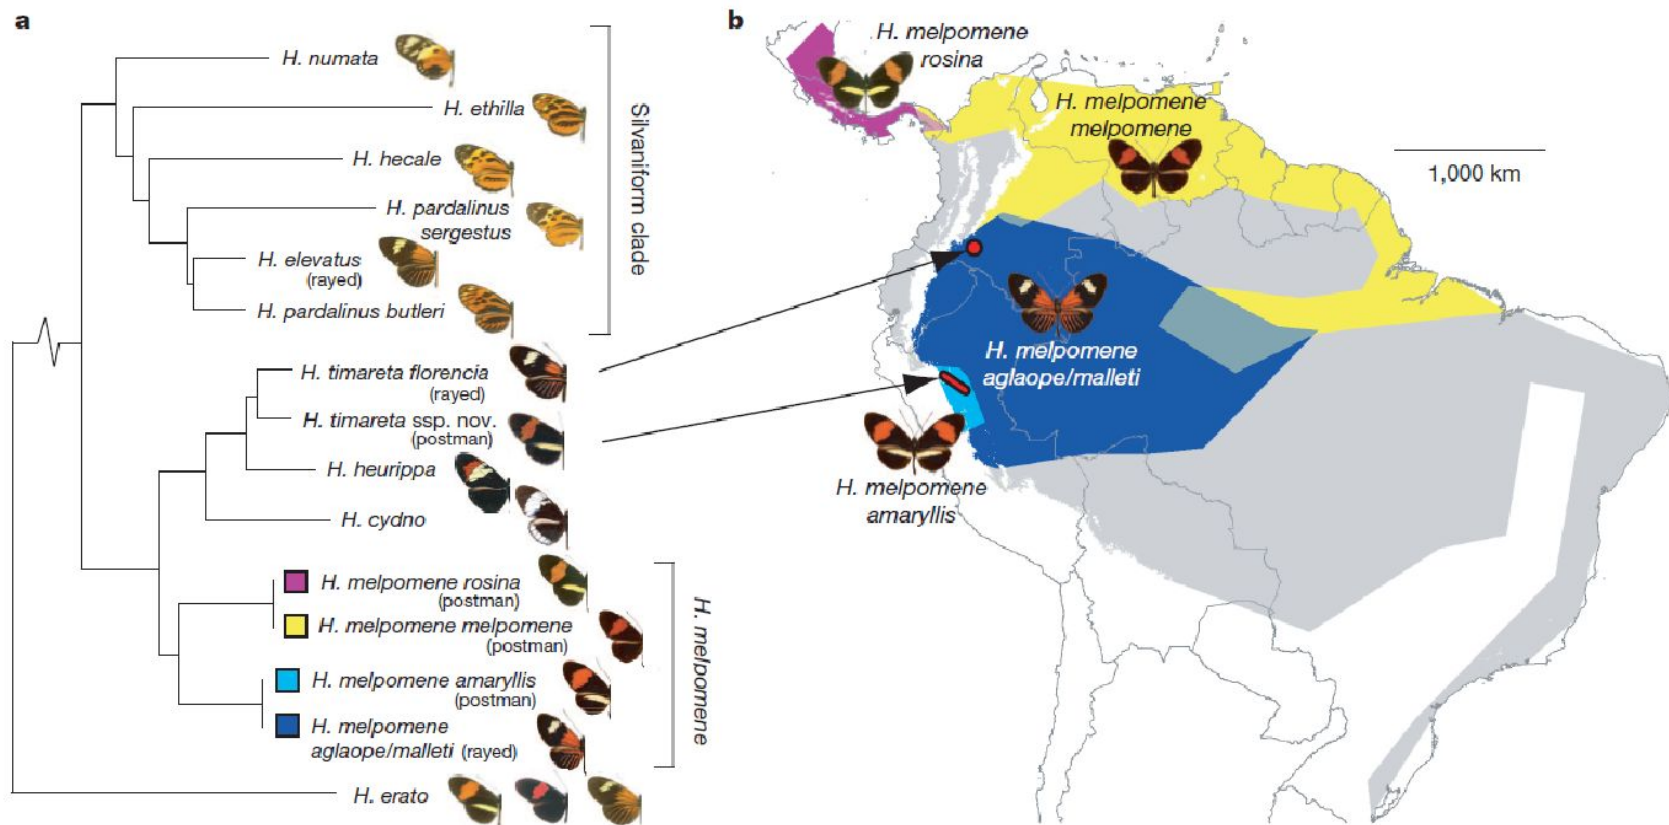 a
H. numata
H. ethilla
H. hecale
H. pardalinus
sergestus
H. elevatus
(rayed)
H. pardalinus butleri
Silvaniform clade
H. timareta florencia
(rayed)
H. timareta ssp. nov.
(postman)
H. heurippa
H. cydno
H. melpomene rosina
(postman)
H. melpomene melpomene
(postman)
H. melpomene amaryllis
(postman)
H. melpomene
aglaope/malleti (rayed)
H. melpomene
H. erato
b
H. melpomene
rosina
H. melpomene
melpomene
1,000 km
H. melpomene
aglaope/malleti
H. melpomene
amaryllis